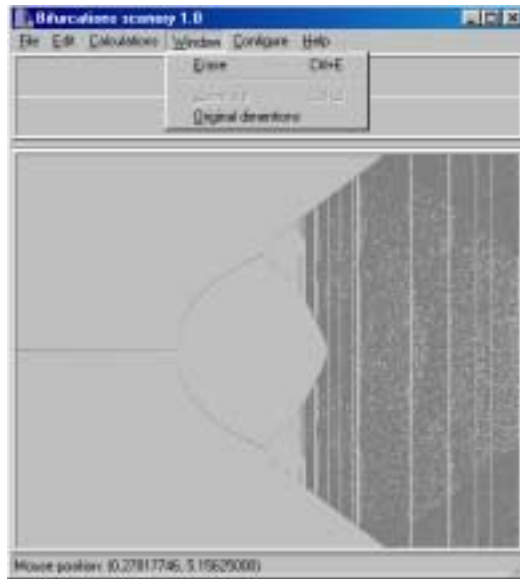 Bifurcations scenery 1.0
File Edit Calculations Window Configure Help
Erase Ctrl+E
Original dimentions
Mouse position: (0.27817746, 5.15625000)